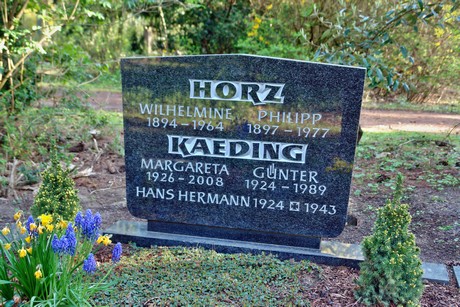 HORZ
WILHELMINE PHILIPP
1894-1964 1897-1977
KAEDING
MARGARETA GÜNTER
1926-2008 1924-1989
HANS HERMANN 1924 ✠ 1943